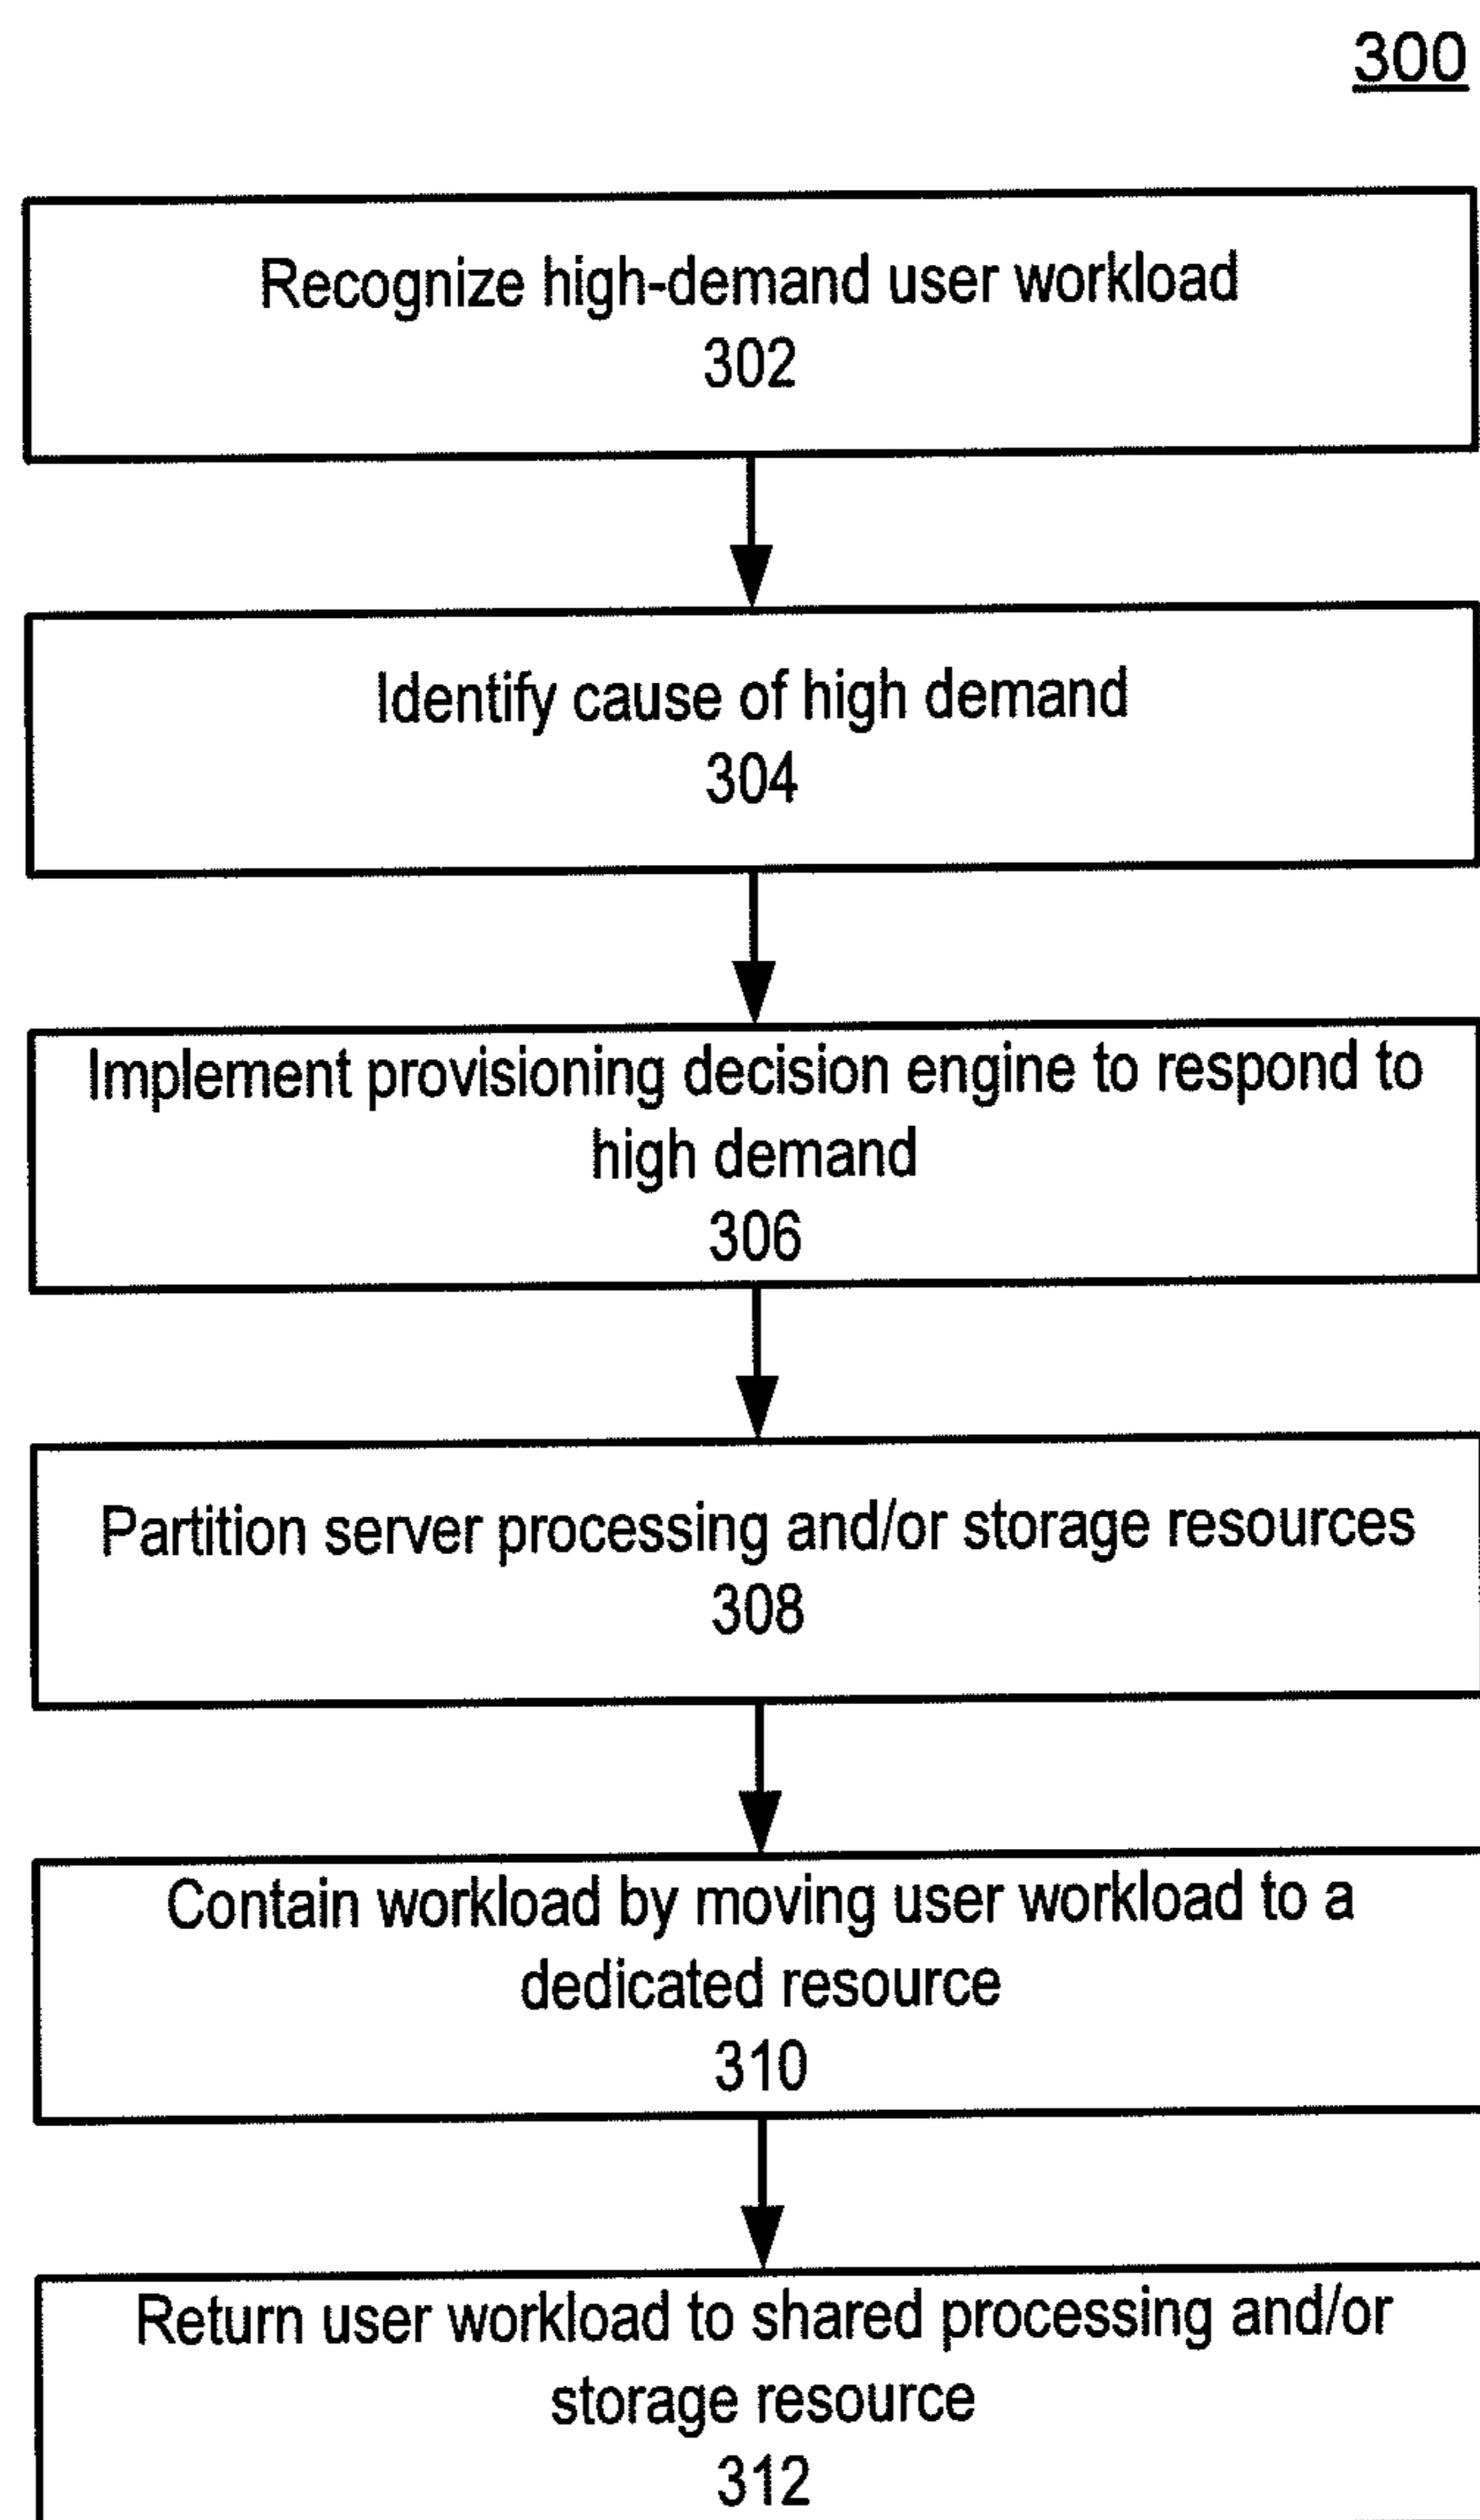 300
Recognize high-demand user workload
302
Identify cause of high demand
304
Implement provisioning decision engine to respond to
high demand
306
Partition server processing and/or storage resources
308
Contain workload by moving user workload to a
dedicated resource
310
Return user workload to shared processing and/or
storage resource
312